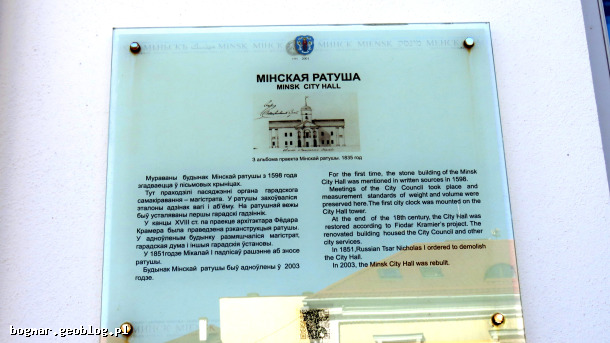 МІНСКАЯ РАТУША
MINSK CITY HALL
З альбома праекта Мінскай ратушы. 1835 год
Мураваны будынак Мінскай ратушы з 1598 года
згадваецца ў пісьмовых крыніцах.
Тут праходзілі пасяджэнні органа гарадскога
самакіравання – магістрата. У ратушы захоўваліся
эталоны адзінак вагі і аб'ёму. На ратушнай вежы
быў усталяваны першы гарадскі гадзіннік.
У канцы XVIII ст. па праекце архітэктара Фёдара
Крамера была праведзена рэканструкцыя ратушы.
У адноўленым будынку размяшчаліся магістрат,
гарадская дума і іншыя гарадскія ўстановы.
У 1851годзе Мікалай I падпісаў рашэнне аб зносе
ратушы.
Будынак Мінскай ратушы быў адноўлены ў 2003
годзе.
For the first time, the stone building of the Minsk
City Hall was mentioned in written sources in 1598.
Meetings of the City Council took place and
measurement standards of weight and volume were
preserved here.The first city clock was mounted on the
City Hall tower.
At the end of the 18th century, the City Hall was
restored according to Fiodar Kramier's project. The
renovated building housed the City Council and other
city services.
In 1851,Russian Tsar Nicholas I ordered to demolish
the City Hall.
In 2003, the Minsk City Hall was rebuilt.
bognar.geoblog.pl